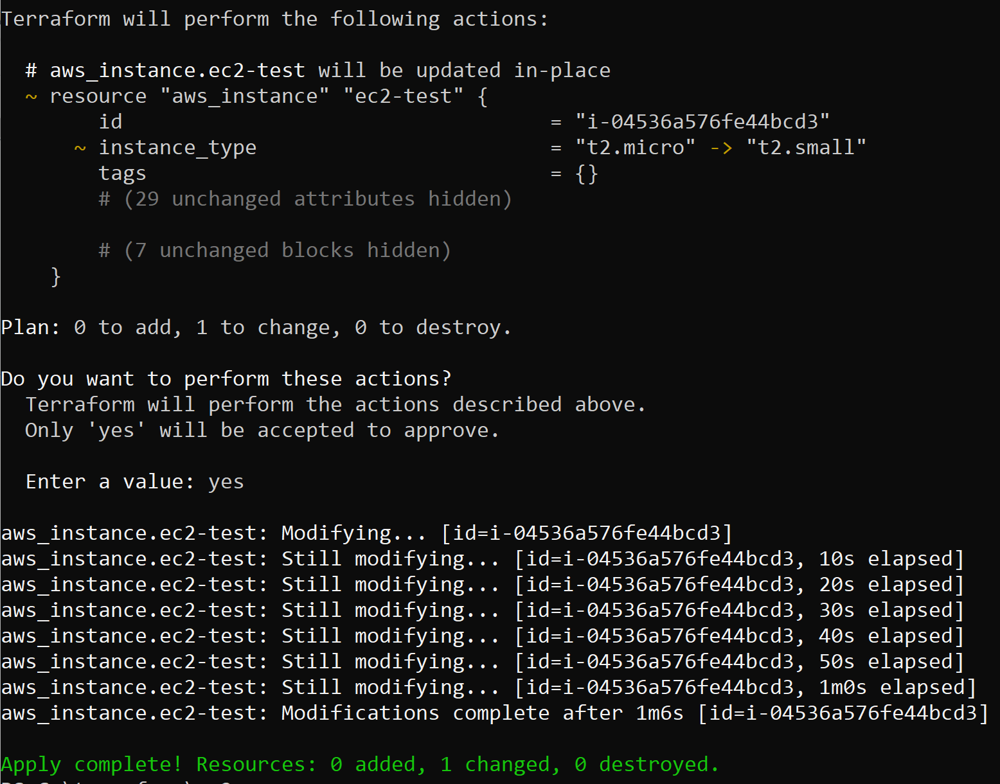 Terraform will perform the following actions:
# aws_instance.ec2-test will be updated in-place
~ resource "aws_instance" "ec2-test" {
id = "i-04536a576fe44bcd3"
~ instance_type = "t2.micro" -> "t2.small"
tags = {}
# (29 unchanged attributes hidden)
# (7 unchanged blocks hidden)
}
Plan: 0 to add, 1 to change, 0 to destroy.
Do you want to perform these actions?
Terraform will perform the actions described above.
Only 'yes' will be accepted to approve.
Enter a value: yes
aws_instance.ec2-test: Modifying... [id=i-04536a576fe44bcd3]
aws_instance.ec2-test: Still modifying... [id=i-04536a576fe44bcd3, 10s elapsed]
aws_instance.ec2-test: Still modifying... [id=i-04536a576fe44bcd3, 20s elapsed]
aws_instance.ec2-test: Still modifying... [id=i-04536a576fe44bcd3, 30s elapsed]
aws_instance.ec2-test: Still modifying... [id=i-04536a576fe44bcd3, 40s elapsed]
aws_instance.ec2-test: Still modifying... [id=i-04536a576fe44bcd3, 50s elapsed]
aws_instance.ec2-test: Still modifying... [id=i-04536a576fe44bcd3, 1m0s elapsed]
aws_instance.ec2-test: Modifications complete after 1m6s [id=i-04536a576fe44bcd3]
Apply complete! Resources: 0 added, 1 changed, 0 destroyed.